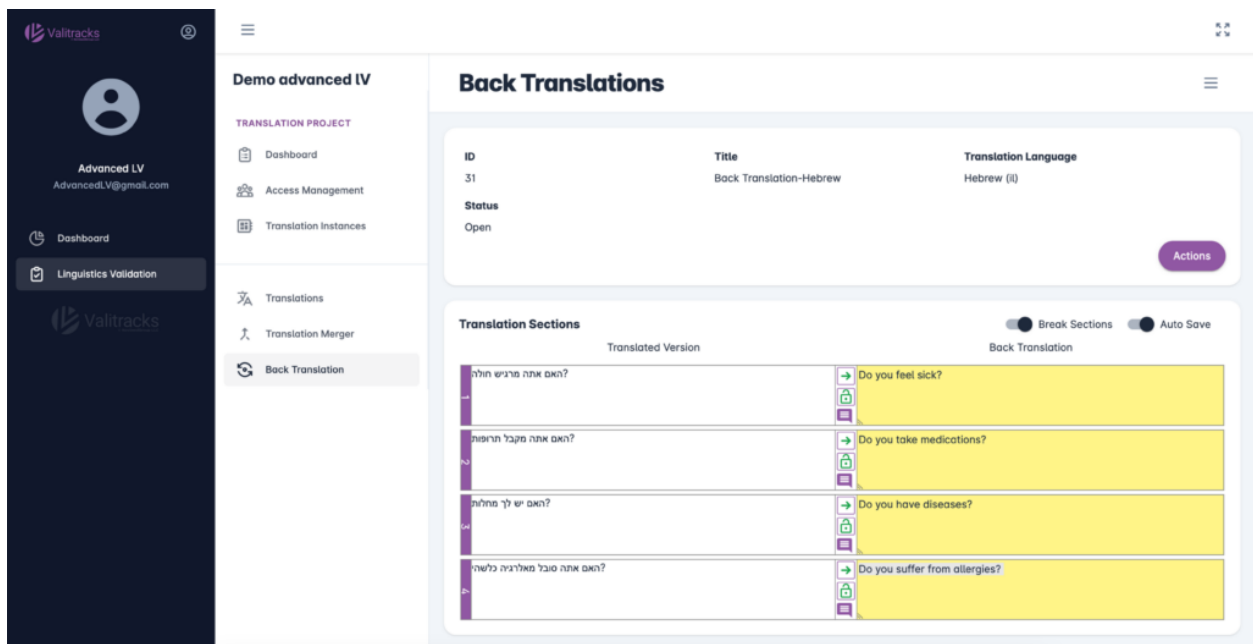 Valitracks
Advanced LV
AdvancedLV@gmail.com
Dashboard
Linguistics Validation
Valitracks
Demo advanced lV
TRANSLATION PROJECT
Dashboard
Access Management
Translation Instances
Translations
Translation Merger
Back Translation
Back Translations
ID
31
Title
Back Translation-Hebrew
Translation Language
Hebrew (il)
Status
Open
Actions
Translation Sections
Break Sections
Auto Save
Translated Version
Back Translation
1
האם אתה מרגיש חולה?
Do you feel sick?
2
האם אתה מקבל תרופות?
Do you take medications?
3
האם יש לך מחלות?
Do you have diseases?
4
האם אתה סובל מאלרגיה כלשהי?
Do you suffer from allergies?